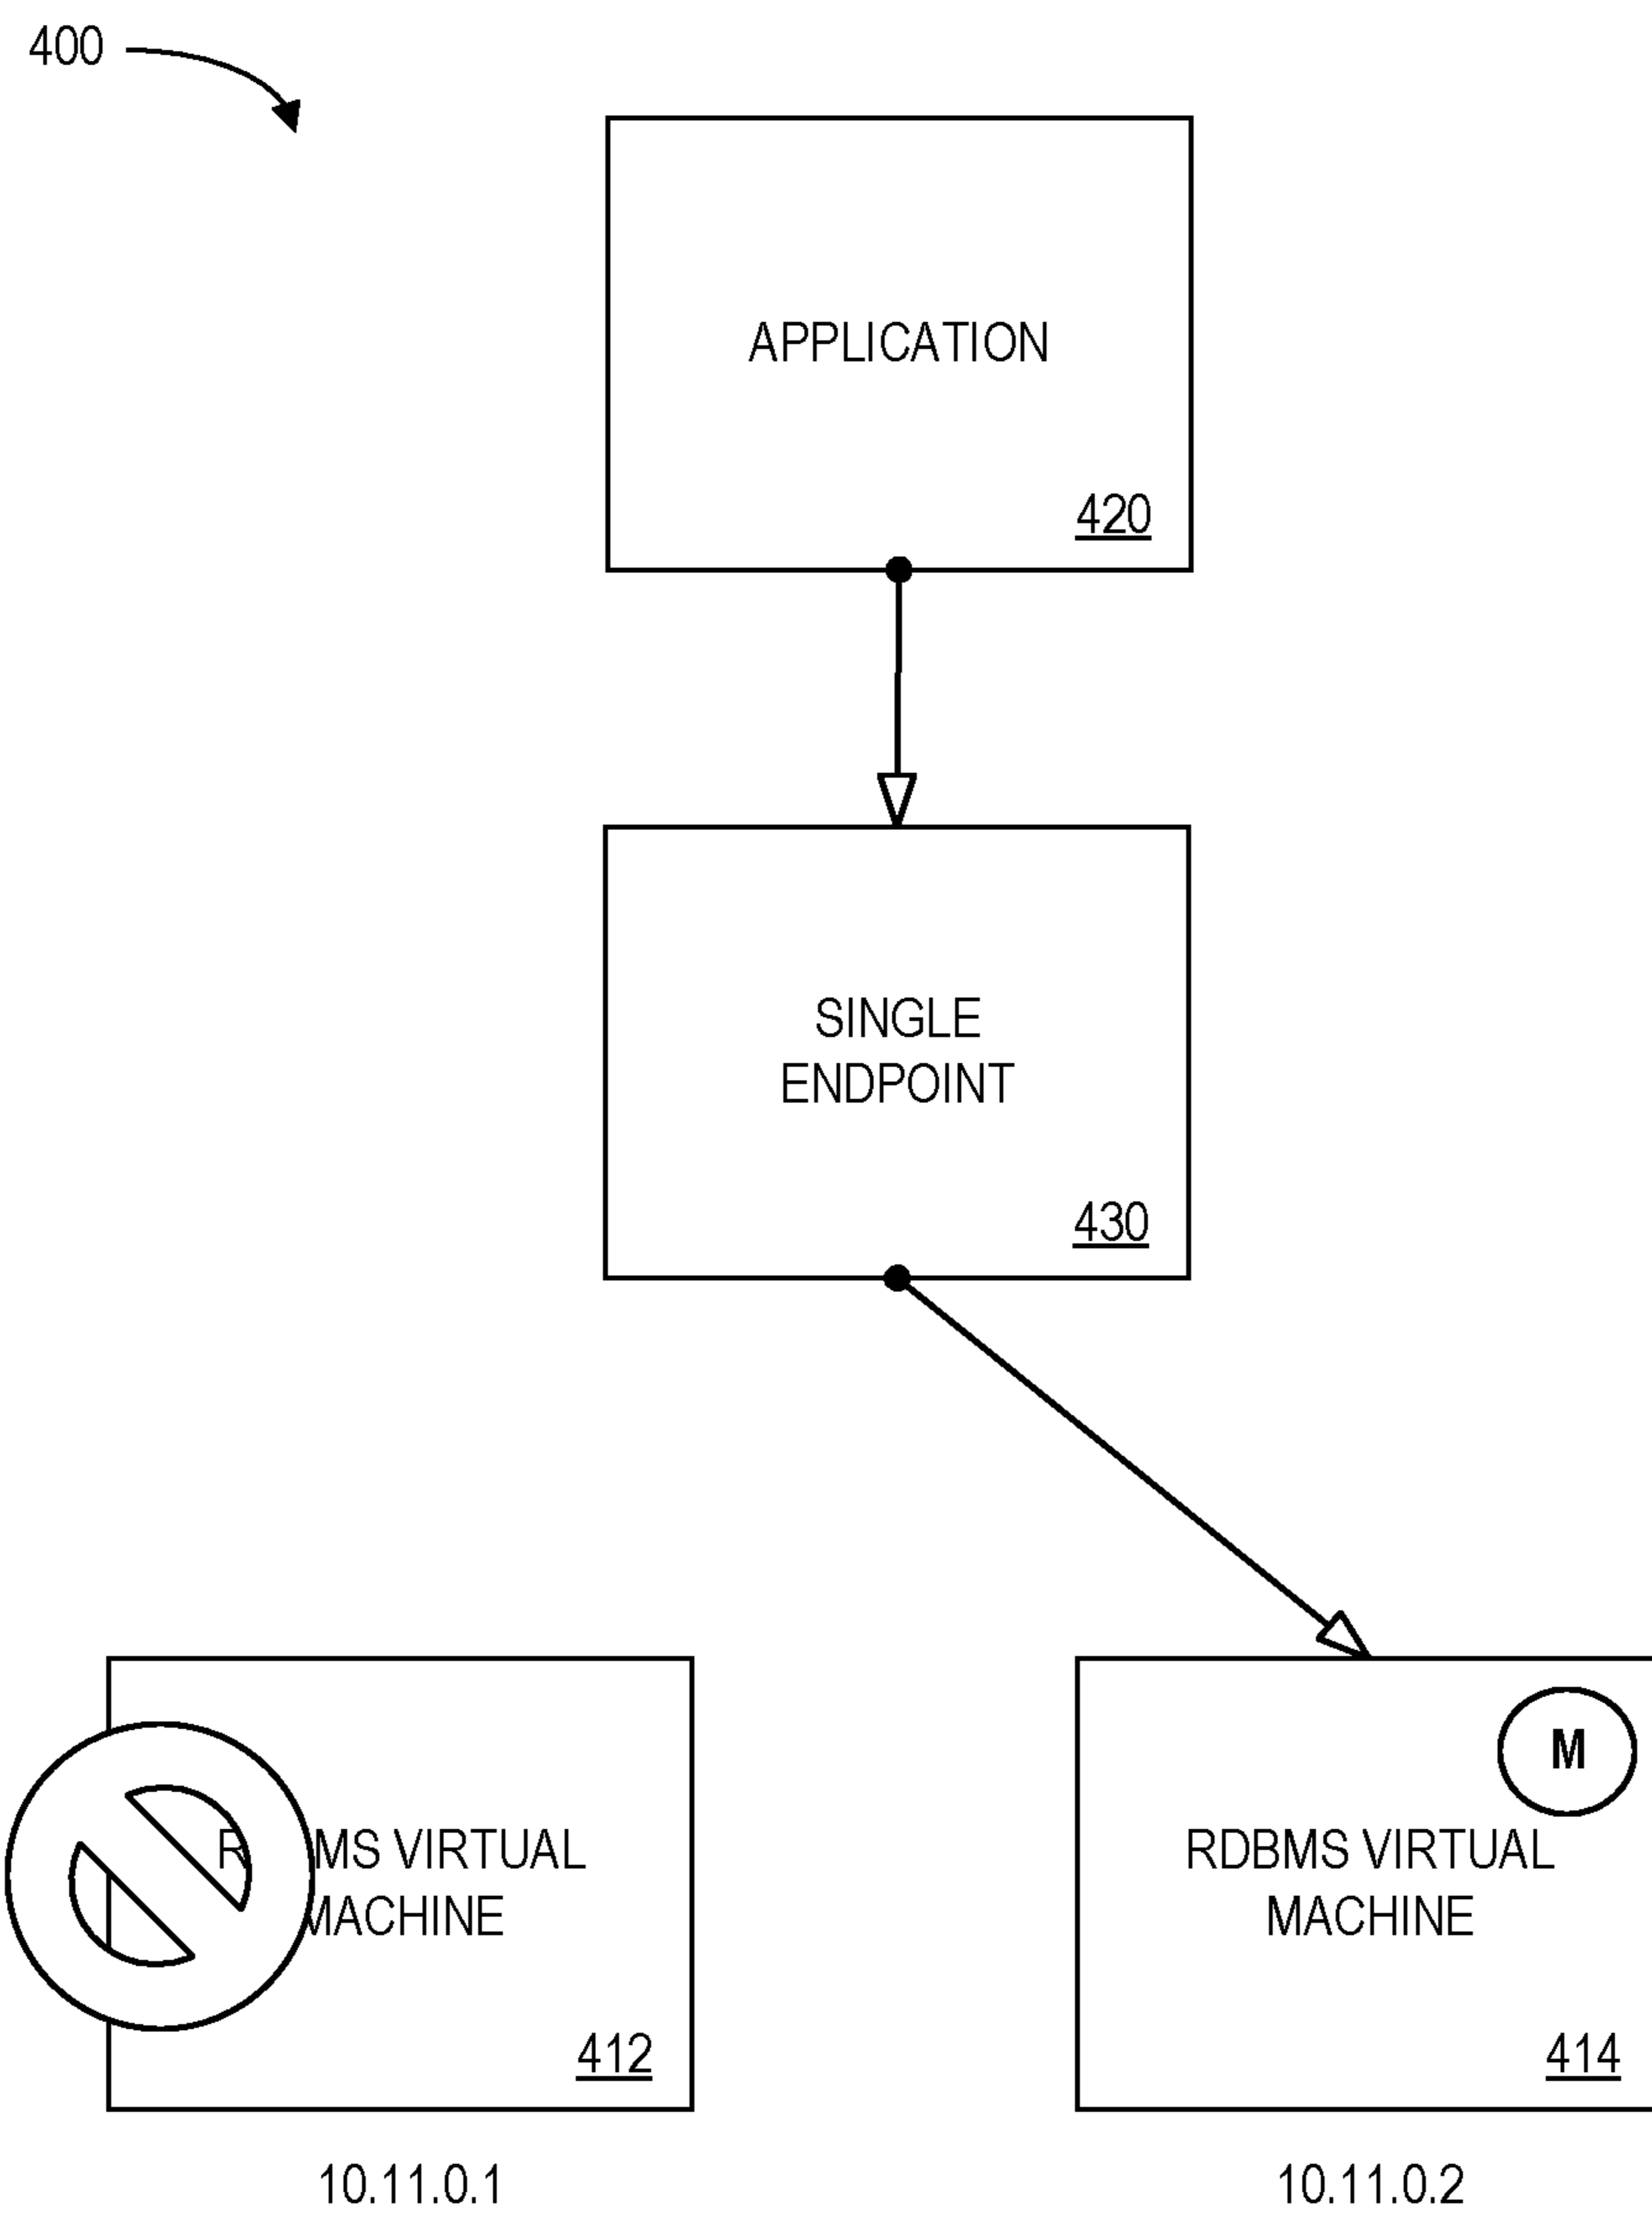 400
APPLICATION
420
SINGLE
ENDPOINT
430
M
MS VIRTUAL
MACHINE
412
RDBMS VIRTUAL
MACHINE
414
10.11.0.1
10.11.0.2